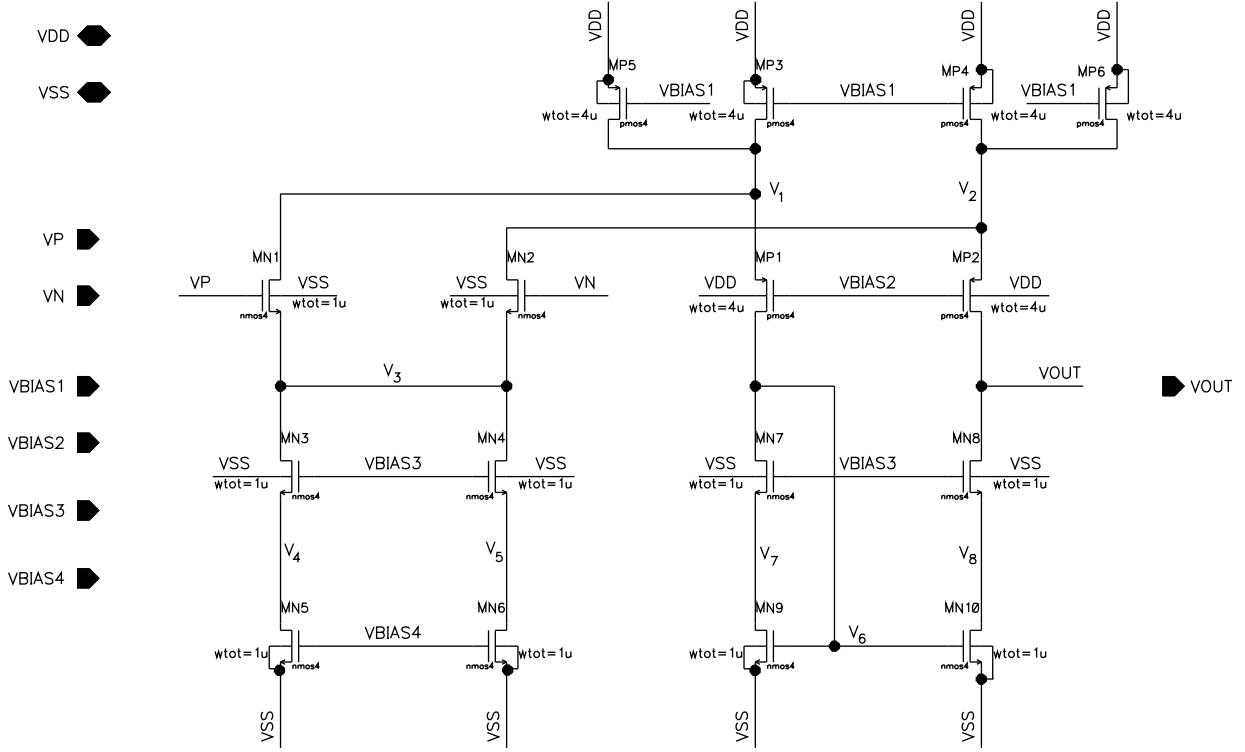 VDD
VSS
VP
VN
VBIAS1
VBIAS2
VBIAS3
VBIAS4
VOUT
VDD VDD VDD VDD
MP5 MP3 MP4 MP6
VBIAS1 VBIAS1 VBIAS1
wtot=4u wtot=4u wtot=4u wtot=4u
pmos4 pmos4 pmos4 pmos4
V1 V2
MN1 MN2 MP1 MP2
VP VSS VSS VN VDD VBIAS2 VDD
wtot=1u wtot=1u wtot=4u wtot=4u
nmos4 nmos4 pmos4 pmos4
V3 VOUT
MN3 MN4 MN7 MN8
VSS VBIAS3 VSS VSS VBIAS3 VSS
wtot=1u wtot=1u wtot=1u wtot=1u
nmos4 nmos4 nmos4 nmos4
V4 V5 V7 V8
MN5 MN6 MN9 MN10
VBIAS4 V6
wtot=1u wtot=1u wtot=1u wtot=1u
nmos4 nmos4 nmos4 nmos4
VSS VSS VSS VSS